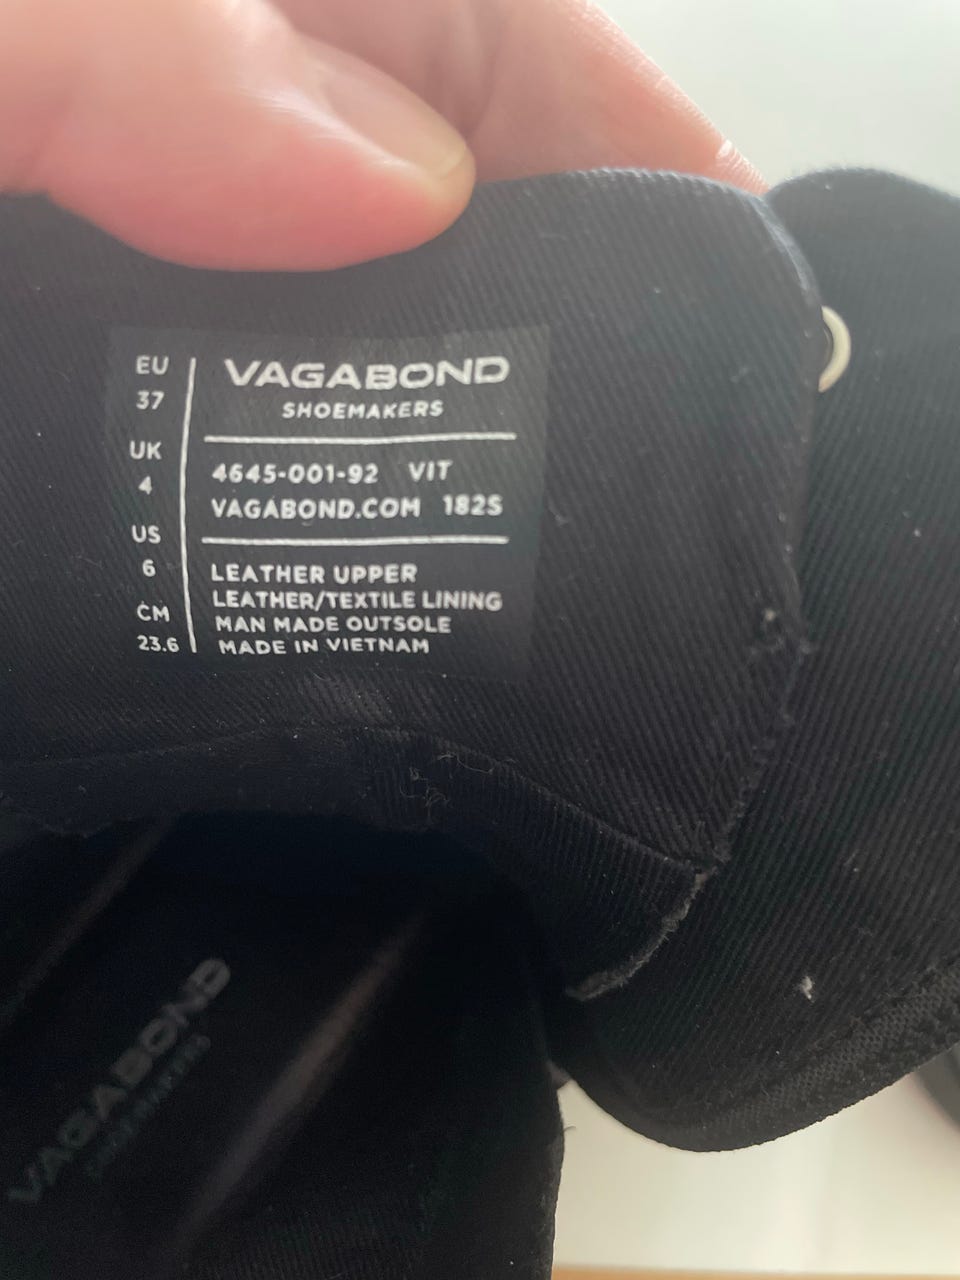 EU
37
UK
4
US
6
CM
23.6
VAGABOND
SHOEMAKERS
4645-001-92 VIT
VAGABOND.COM 182S
LEATHER UPPER
LEATHER/TEXTILE LINING
MAN MADE OUTSOLE
MADE IN VIETNAM
VAGABOND
SHOEMAKERS